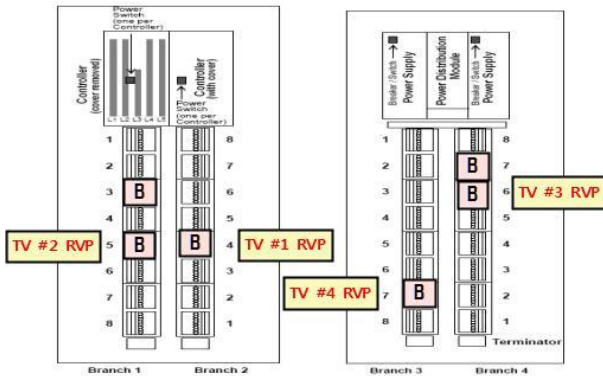 Power
Switch
(one per
Controller)
Controller
(cover removed)
L1 L2 L3 L4 L5
Controller
(with cover)
Power
Switch
(one per
Controller)
1
2
3
4
5
6
7
8
8
7
6
5
4
3
2
1
B
B
B
TV #2 RVP
TV #1 RVP
Branch 1
Branch 2
Breaker / Switch
Power Supply
Power Distribution
Module
Breaker / Switch
Power Supply
1
2
3
4
5
6
7
8
8
7
6
5
4
3
2
1
B
B
B
TV #3 RVP
TV #4 RVP
Terminator
Branch 3
Branch 4